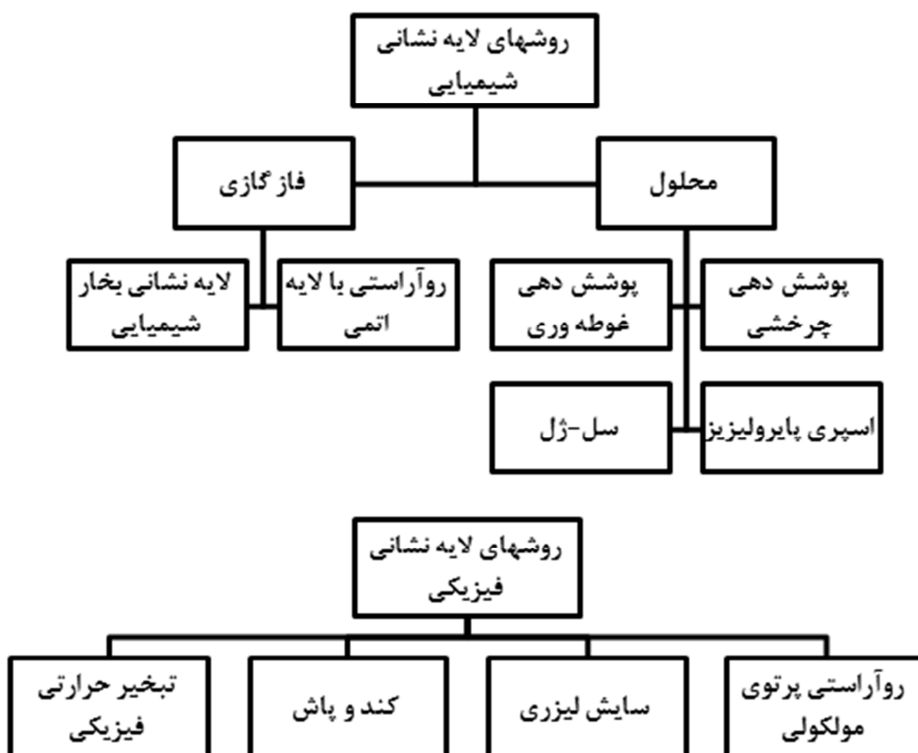 روشهای لایه نشانی
شیمیایی
محلول
فاز گازی
پوشش دهی
چرخشی
پوشش دهی
غوطه وری
روآراستی با لایه
اتمی
لایه نشانی بخار
شیمیایی
اسپری پایرولیزیز
سل-ژل
روشهای لایه نشانی
فیزیکی
روآراستی پرتوی
مولکولی
سایش لیزری
کند و پاش
تبخیر حرارتی
فیزیکی